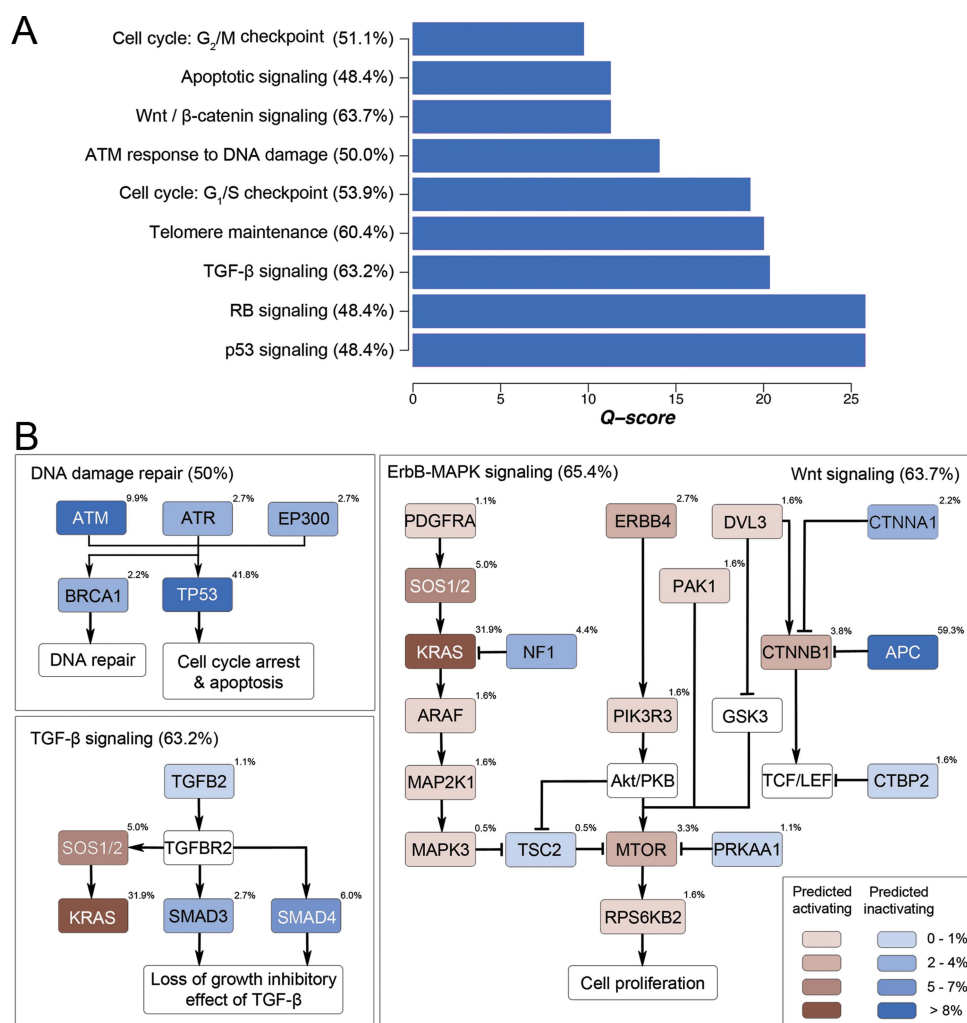 A
Cell cycle: G2/M checkpoint (51.1%)
Apoptotic signaling (48.4%)
Wnt / β-catenin signaling (63.7%)
ATM response to DNA damage (50.0%)
Cell cycle: G1/S checkpoint (53.9%)
Telomere maintenance (60.4%)
TGF-β signaling (63.2%)
RB signaling (48.4%)
p53 signaling (48.4%)
0 5 10 15 20 25
Q-score
B
DNA damage repair (50%)
9.9% 2.7% 2.7%
ATM ATR EP300
2.2% 41.8%
BRCA1 TP53
DNA repair
Cell cycle arrest
& apoptosis
TGF-β signaling (63.2%)
1.1%
TGFB2
5.0%
SOS1/2 TGFBR2
31.9% 2.7% 6.0%
KRAS SMAD3 SMAD4
Loss of growth inhibitory
effect of TGF-β
ErbB-MAPK signaling (65.4%)
Wnt signaling (63.7%)
1.1% 2.7% 1.6% 2.2%
PDGFRA ERBB4 DVL3 CTNNA1
5.0% 1.6%
SOS1/2 PAK1
31.9% 4.4% 3.8% 59.3%
KRAS NF1 CTNNB1 APC
1.6% 1.6%
ARAF PIK3R3 GSK3
1.6% 1.6%
MAP2K1 Akt/PKB TCF/LEF CTBP2
0.5% 0.5% 3.3% 1.1%
MAPK3 TSC2 MTOR PRKAA1
1.6%
RPS6KB2
Cell proliferation
Predicted Predicted
activating inactivating
0 - 1%
2 - 4%
5 - 7%
> 8%